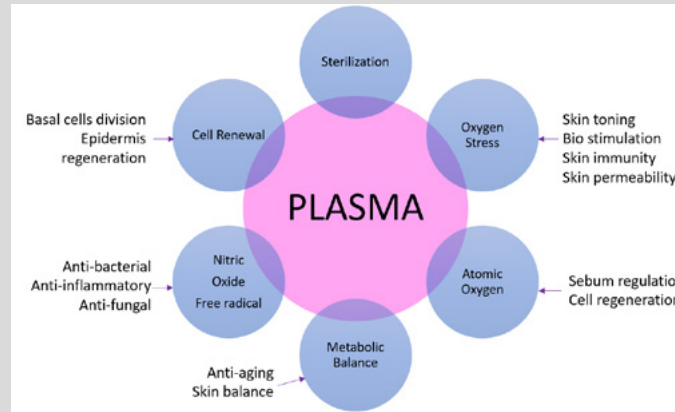 Sterilization
Basal cells division
Epidermis
regeneration
Cell Renewal
Oxygen
Stress
Skin toning
Bio stimulation
Skin immunity
Skin permeability
PLASMA
Anti-bacterial
Anti-inflammatory
Anti-fungal
Nitric
Oxide
Free radical
Atomic
Oxygen
Sebum regulatio
Cell regeneration
Metabolic
Balance
Anti-aging
Skin balance